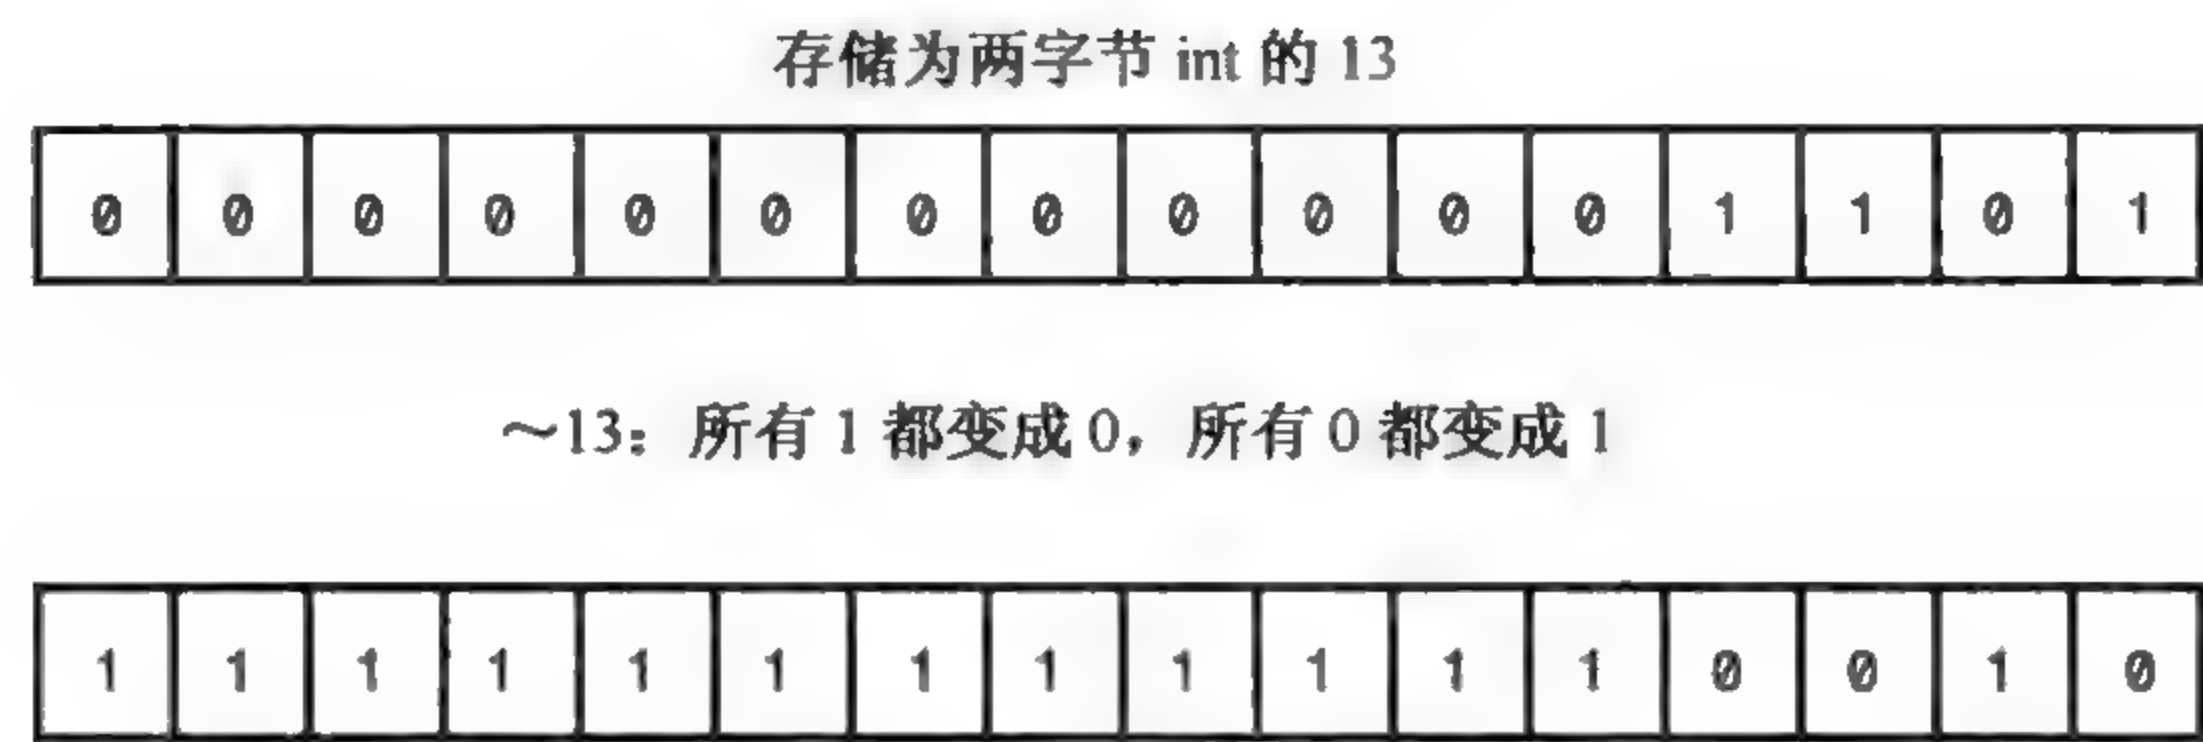 存储为两字节 int 的 13
0 0 0 0 0 0 0 0 0 0 0 0 1 1 0 1
～13：所有 1 都变成 0，所有 0 都变成 1
1 1 1 1 1 1 1 1 1 1 1 1 0 0 1 0